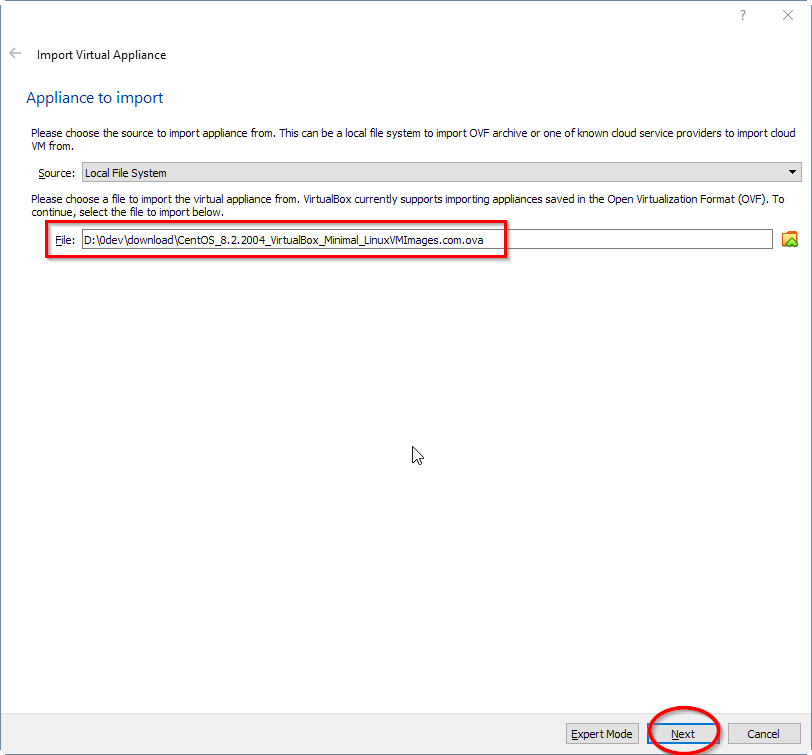 ?
Import Virtual Appliance
Appliance to import
Please choose the source to import appliance from. This can be a local file system to import OVF archive or one of known cloud service providers to import cloud
VM from.
Source: Local File System
Please choose a file to import the virtual appliance from. VirtualBox currently supports importing appliances saved in the Open Virtualization Format (OVF). To
continue, select the file to import below.
File: D:\0dev\download\CentOS_8.2.2004_VirtualBox_Minimal_LinuxVMImages.com.ova
Expert Mode Next Cancel